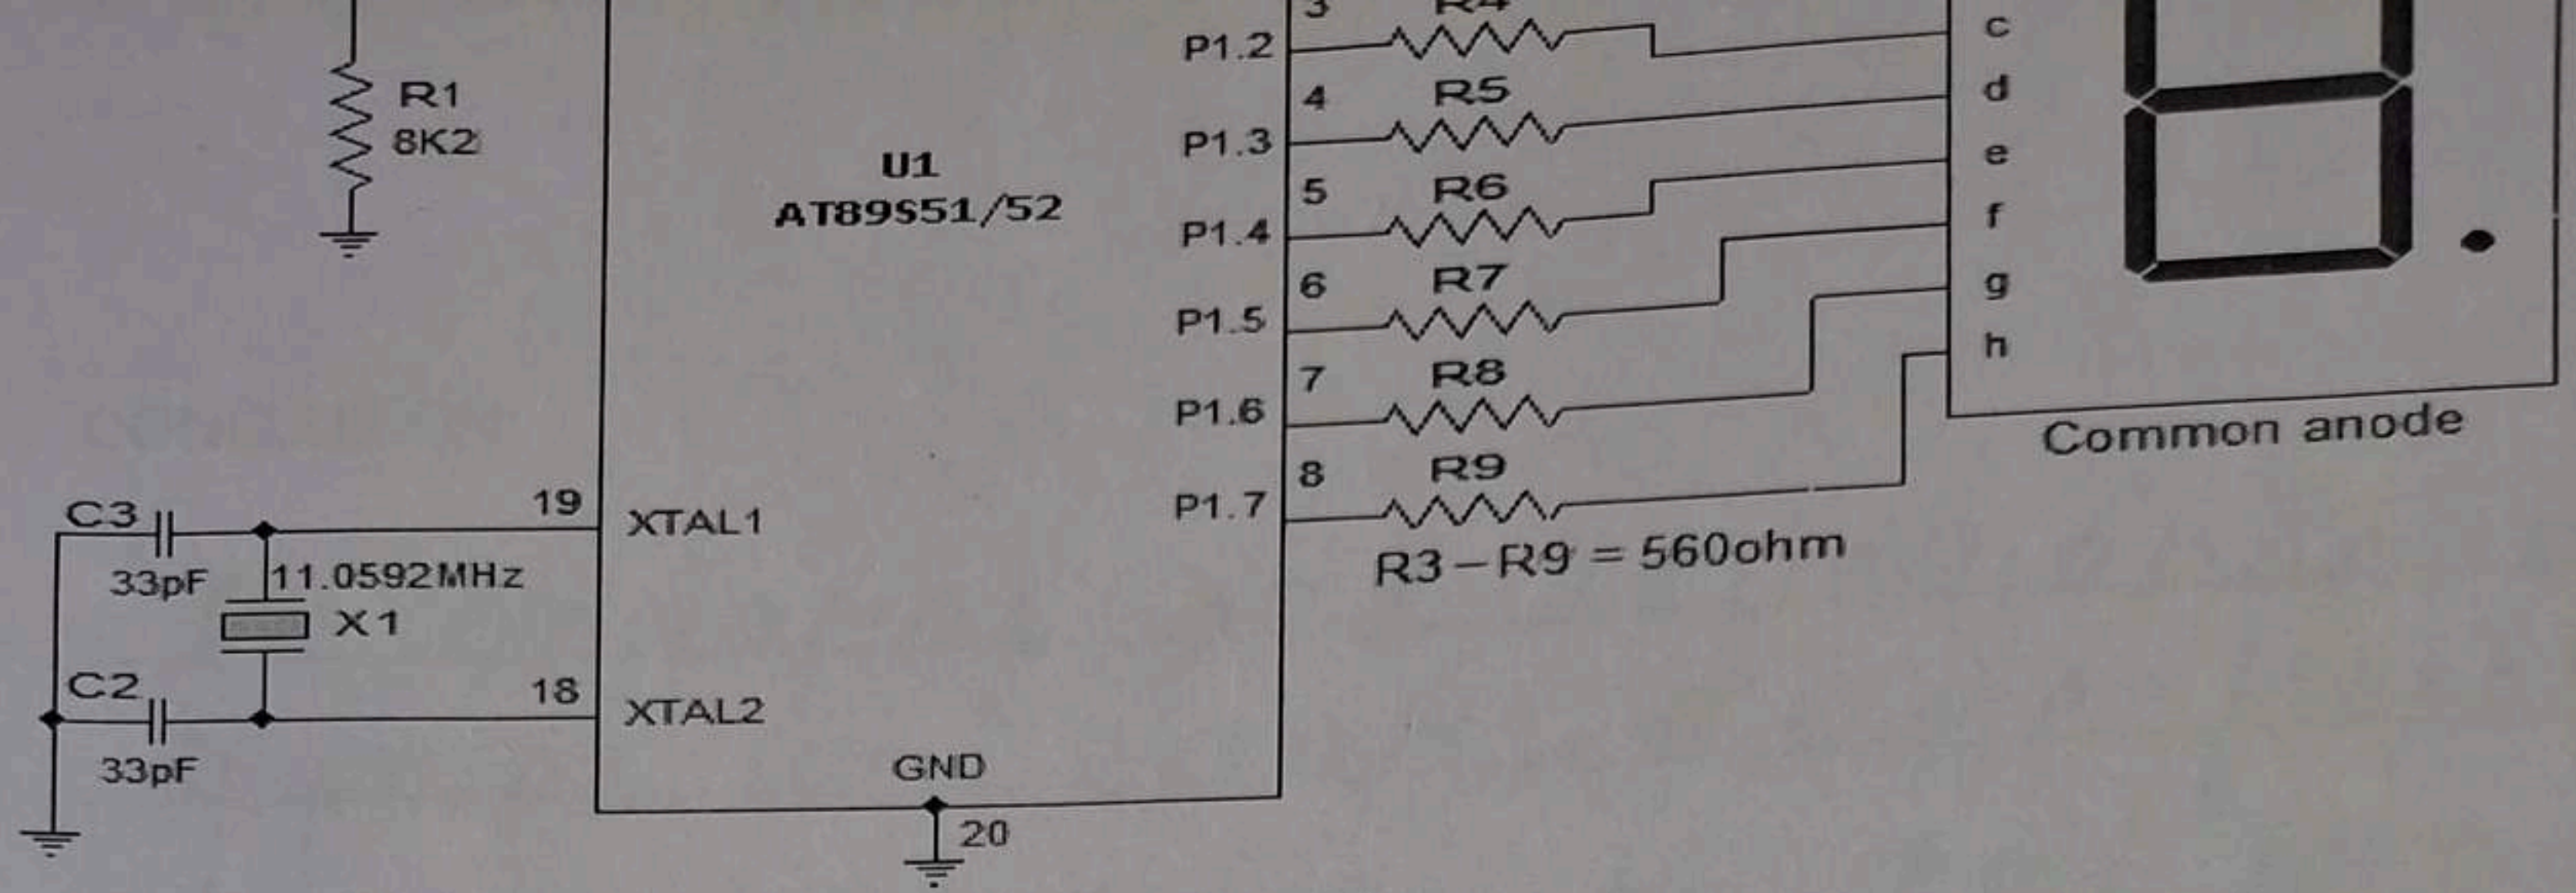 3
R4
P1.2
c
R1
8K2
4
R5
d
P1.3
U1
AT89S51/52
e
5
R6
P1.4
f
6
R7
P1.5
g
7
R8
h
P1.6
Common anode
8
R9
P1.7
R3-R9 = 560ohm
C3
19
XTAL1
33pF
11.0592MHz
X1
C2
18
XTAL2
33pF
GND
20